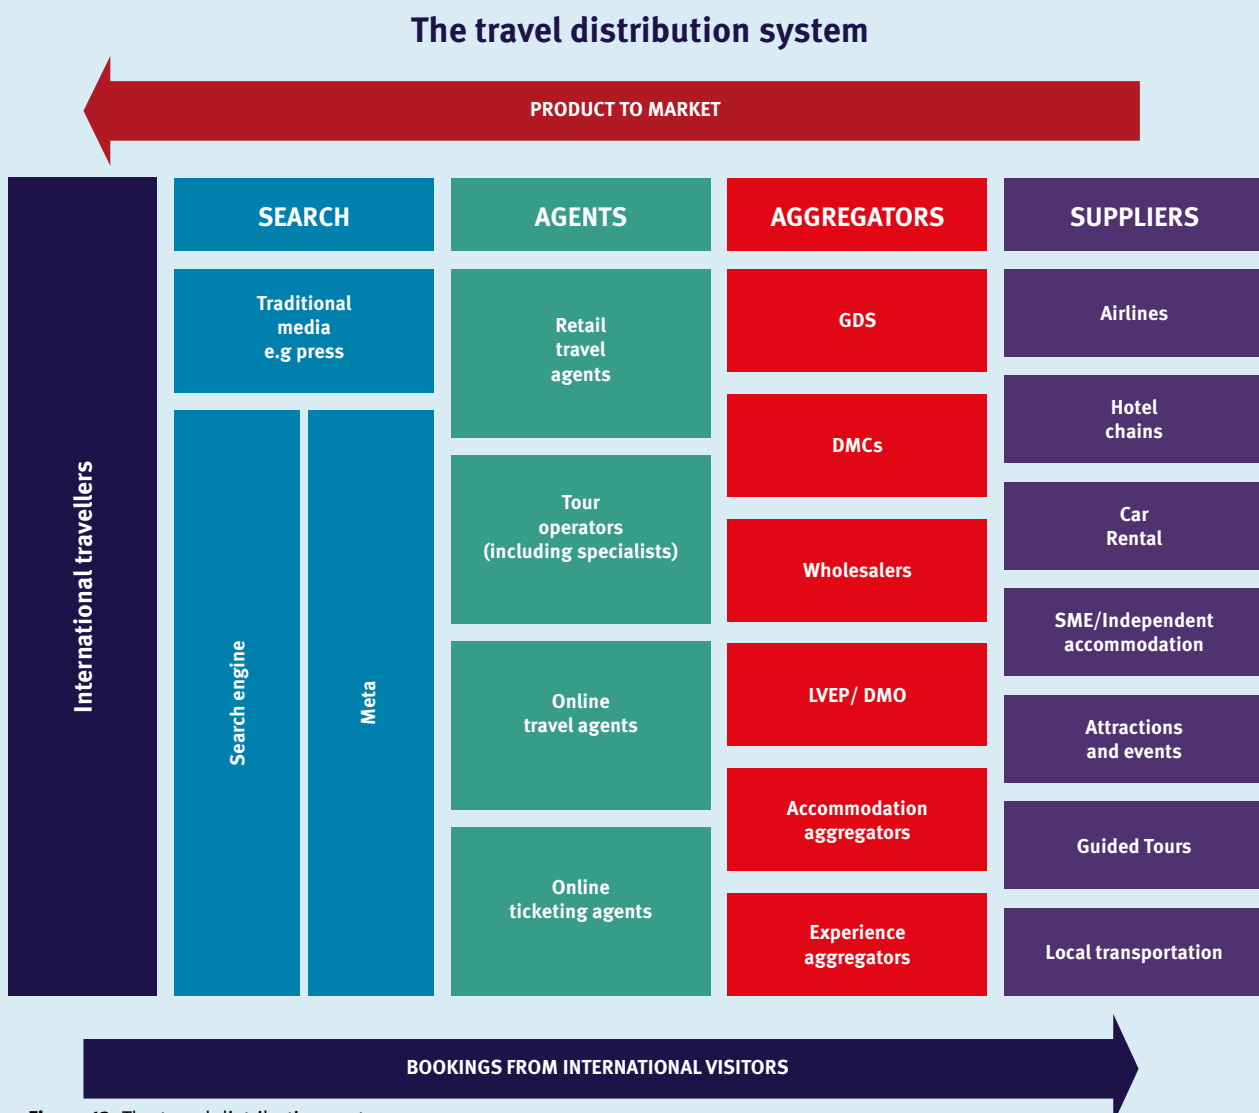 The travel distribution system
PRODUCT TO MARKET
International travellers
SEARCH
Traditional
media
e.g press
Search engine
Meta
AGENTS
Retail
travel
agents
Tour
operators
(including specialists)
Online
travel agents
Online
ticketing agents
AGGREGATORS
GDS
DMCs
Wholesalers
LVEP/ DMO
Accommodation
aggregators
Experience
aggregators
SUPPLIERS
Airlines
Hotel
chains
Car
Rental
SME/Independent
accommodation
Attractions
and events
Guided Tours
Local transportation
BOOKINGS FROM INTERNATIONAL VISITORS